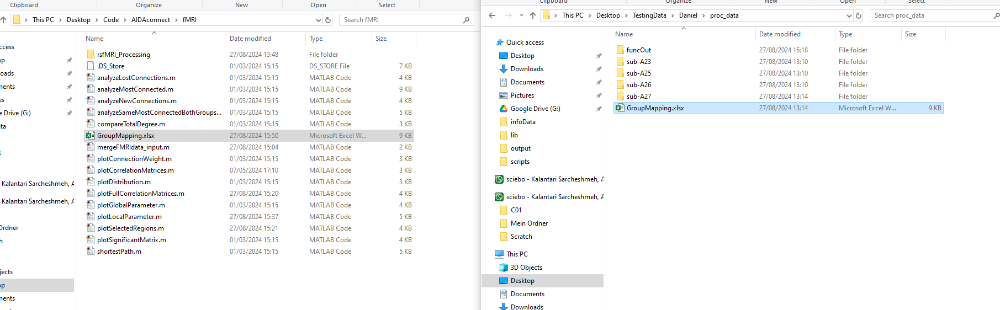 Clipboard Organize New Open Select
This PC Desktop Code AIDAconnect fMRI Search fMRI
Name Date modified Type Size
rsfMRI_Processing 27/08/2024 13:48 File folder
.DS_Store 01/03/2024 15:15 DS_STORE File 7 KB
analyzeLostConnections.m 01/03/2024 15:15 MATLAB Code 4 KB
analyzeMostConnected.m 01/03/2024 15:15 MATLAB Code 9 KB
analyzeNewConnections.m 01/03/2024 15:15 MATLAB Code 4 KB
analyzeSameMostConnectedBothGroups... 01/03/2024 15:15 MATLAB Code 5 KB
compareTotalDegree.m 01/03/2024 15:15 MATLAB Code 3 KB
GroupMapping.xlsx 27/08/2024 15:50 Microsoft Excel W... 9 KB
mergeFMRIdata_input.m 27/08/2024 15:04 MATLAB Code 2 KB
plotConnectionWeight.m 01/03/2024 15:15 MATLAB Code 3 KB
plotCorrelationMatrices.m 07/05/2024 17:10 MATLAB Code 3 KB
plotDistribution.m 01/03/2024 15:15 MATLAB Code 3 KB
plotFullCorrelationMatrices.m 27/08/2024 15:20 MATLAB Code 4 KB
plotGlobalParameter.m 01/03/2024 15:15 MATLAB Code 4 KB
plotLocalParameter.m 27/08/2024 15:37 MATLAB Code 5 KB
plotSelectedRegions.m 27/08/2024 15:21 MATLAB Code 4 KB
plotSignificantMatrix.m 01/03/2024 15:15 MATLAB Code 4 KB
shortestPath.m 01/03/2024 15:15 MATLAB Code 5 KB
ccess
op
oads
ments
es
e Drive (G:)
ta
t
Kalantari Sarcheshmeh, A
Kalantari Sarcheshmeh, A
Ordner
h
jects
op
ments
Clipboard Organize New Open Select
This PC Desktop TestingData Daniel proc_data Search proc_data
Quick access
Desktop
Downloads
Documents
Pictures
Google Drive (G:)
infoData
lib
output
scripts
sciebo - Kalantari Sarcheshmeh, A
sciebo - Kalantari Sarcheshmeh, A
C01
Mein Ordner
Scratch
This PC
3D Objects
Desktop
Documents
Downloads
Name Date modified Type Size
funcOut 27/08/2024 15:18 File folder
sub-A23 27/08/2024 13:10 File folder
sub-A25 27/08/2024 13:10 File folder
sub-A26 27/08/2024 13:10 File folder
sub-A27 27/08/2024 13:14 File folder
GroupMapping.xlsx 27/08/2024 13:14 Microsoft Excel W... 9 KB